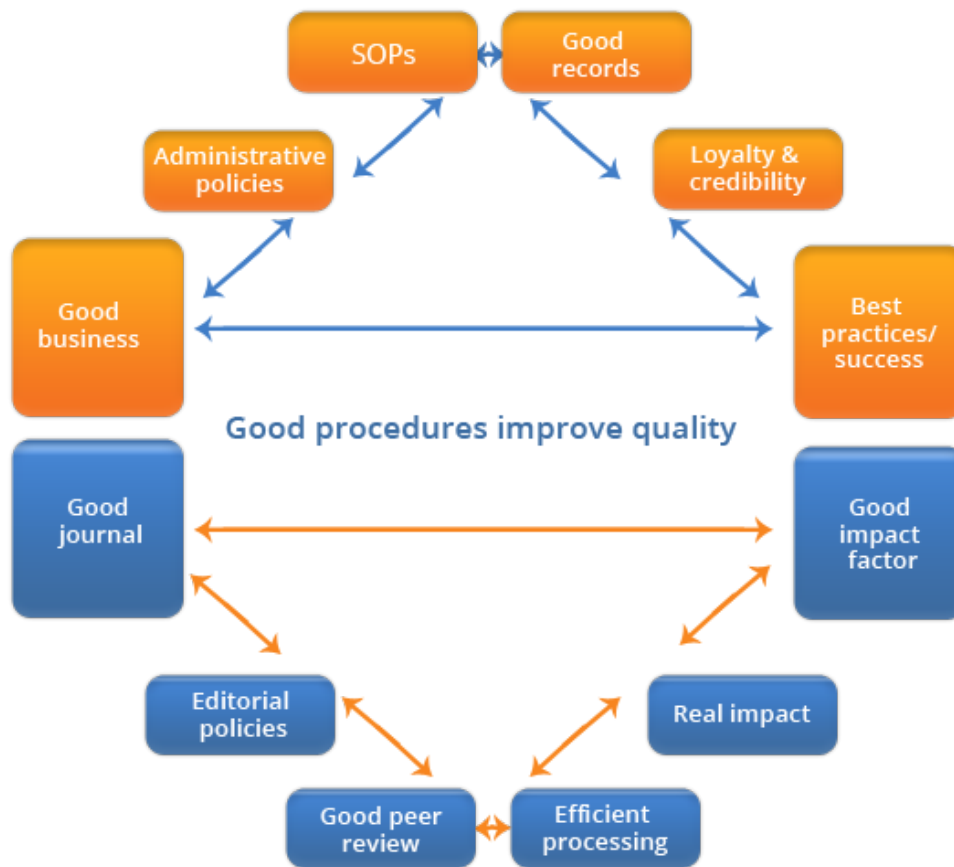 SOPs
Good
records
Administrative
policies
Loyalty &
credibility
Good
business
Best
practices/
success
Good procedures improve quality
Good
journal
Good
impact
factor
Editorial
policies
Real impact
Good peer
review
Efficient
processing